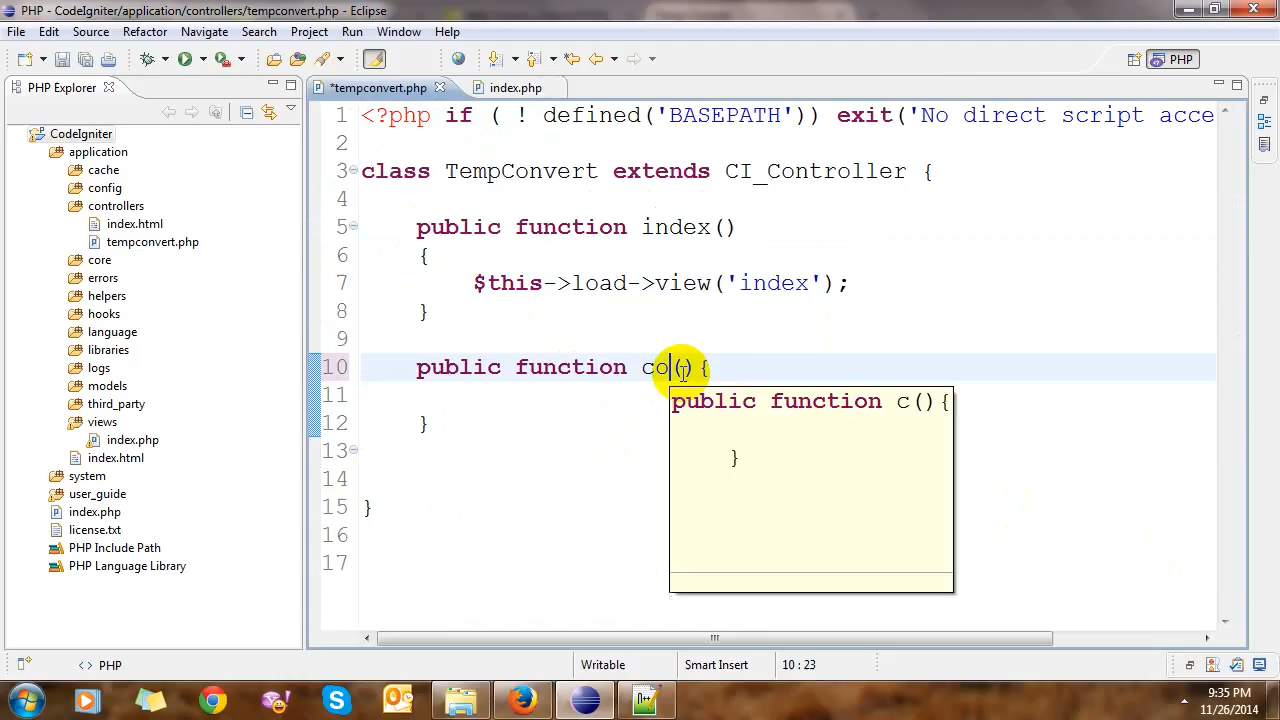 PHP - CodeIgniter/application/controllers/tempconvert.php - Eclipse
File Edit Source Refactor Navigate Search Project Run Window Help
PHP
PHP Explorer
*tempconvert.php
index.php
CodeIgniter
application
cache
config
controllers
index.html
tempconvert.php
core
errors
helpers
hooks
language
libraries
logs
models
third_party
views
index.php
index.html
system
user_guide
index.php
license.txt
PHP Include Path
PHP Language Library
1 <?php if ( ! defined('BASEPATH')) exit('No direct script acce
2
3 class TempConvert extends CI_Controller {
4
5 public function index()
6 {
7 $this->load->view('index');
8 }
9
10 public function co(){
11
12 }
13
14
15 }
16
17
public function c(){
}
PHP
Writable
Smart Insert
10 : 23
9:35 PM
11/26/2014